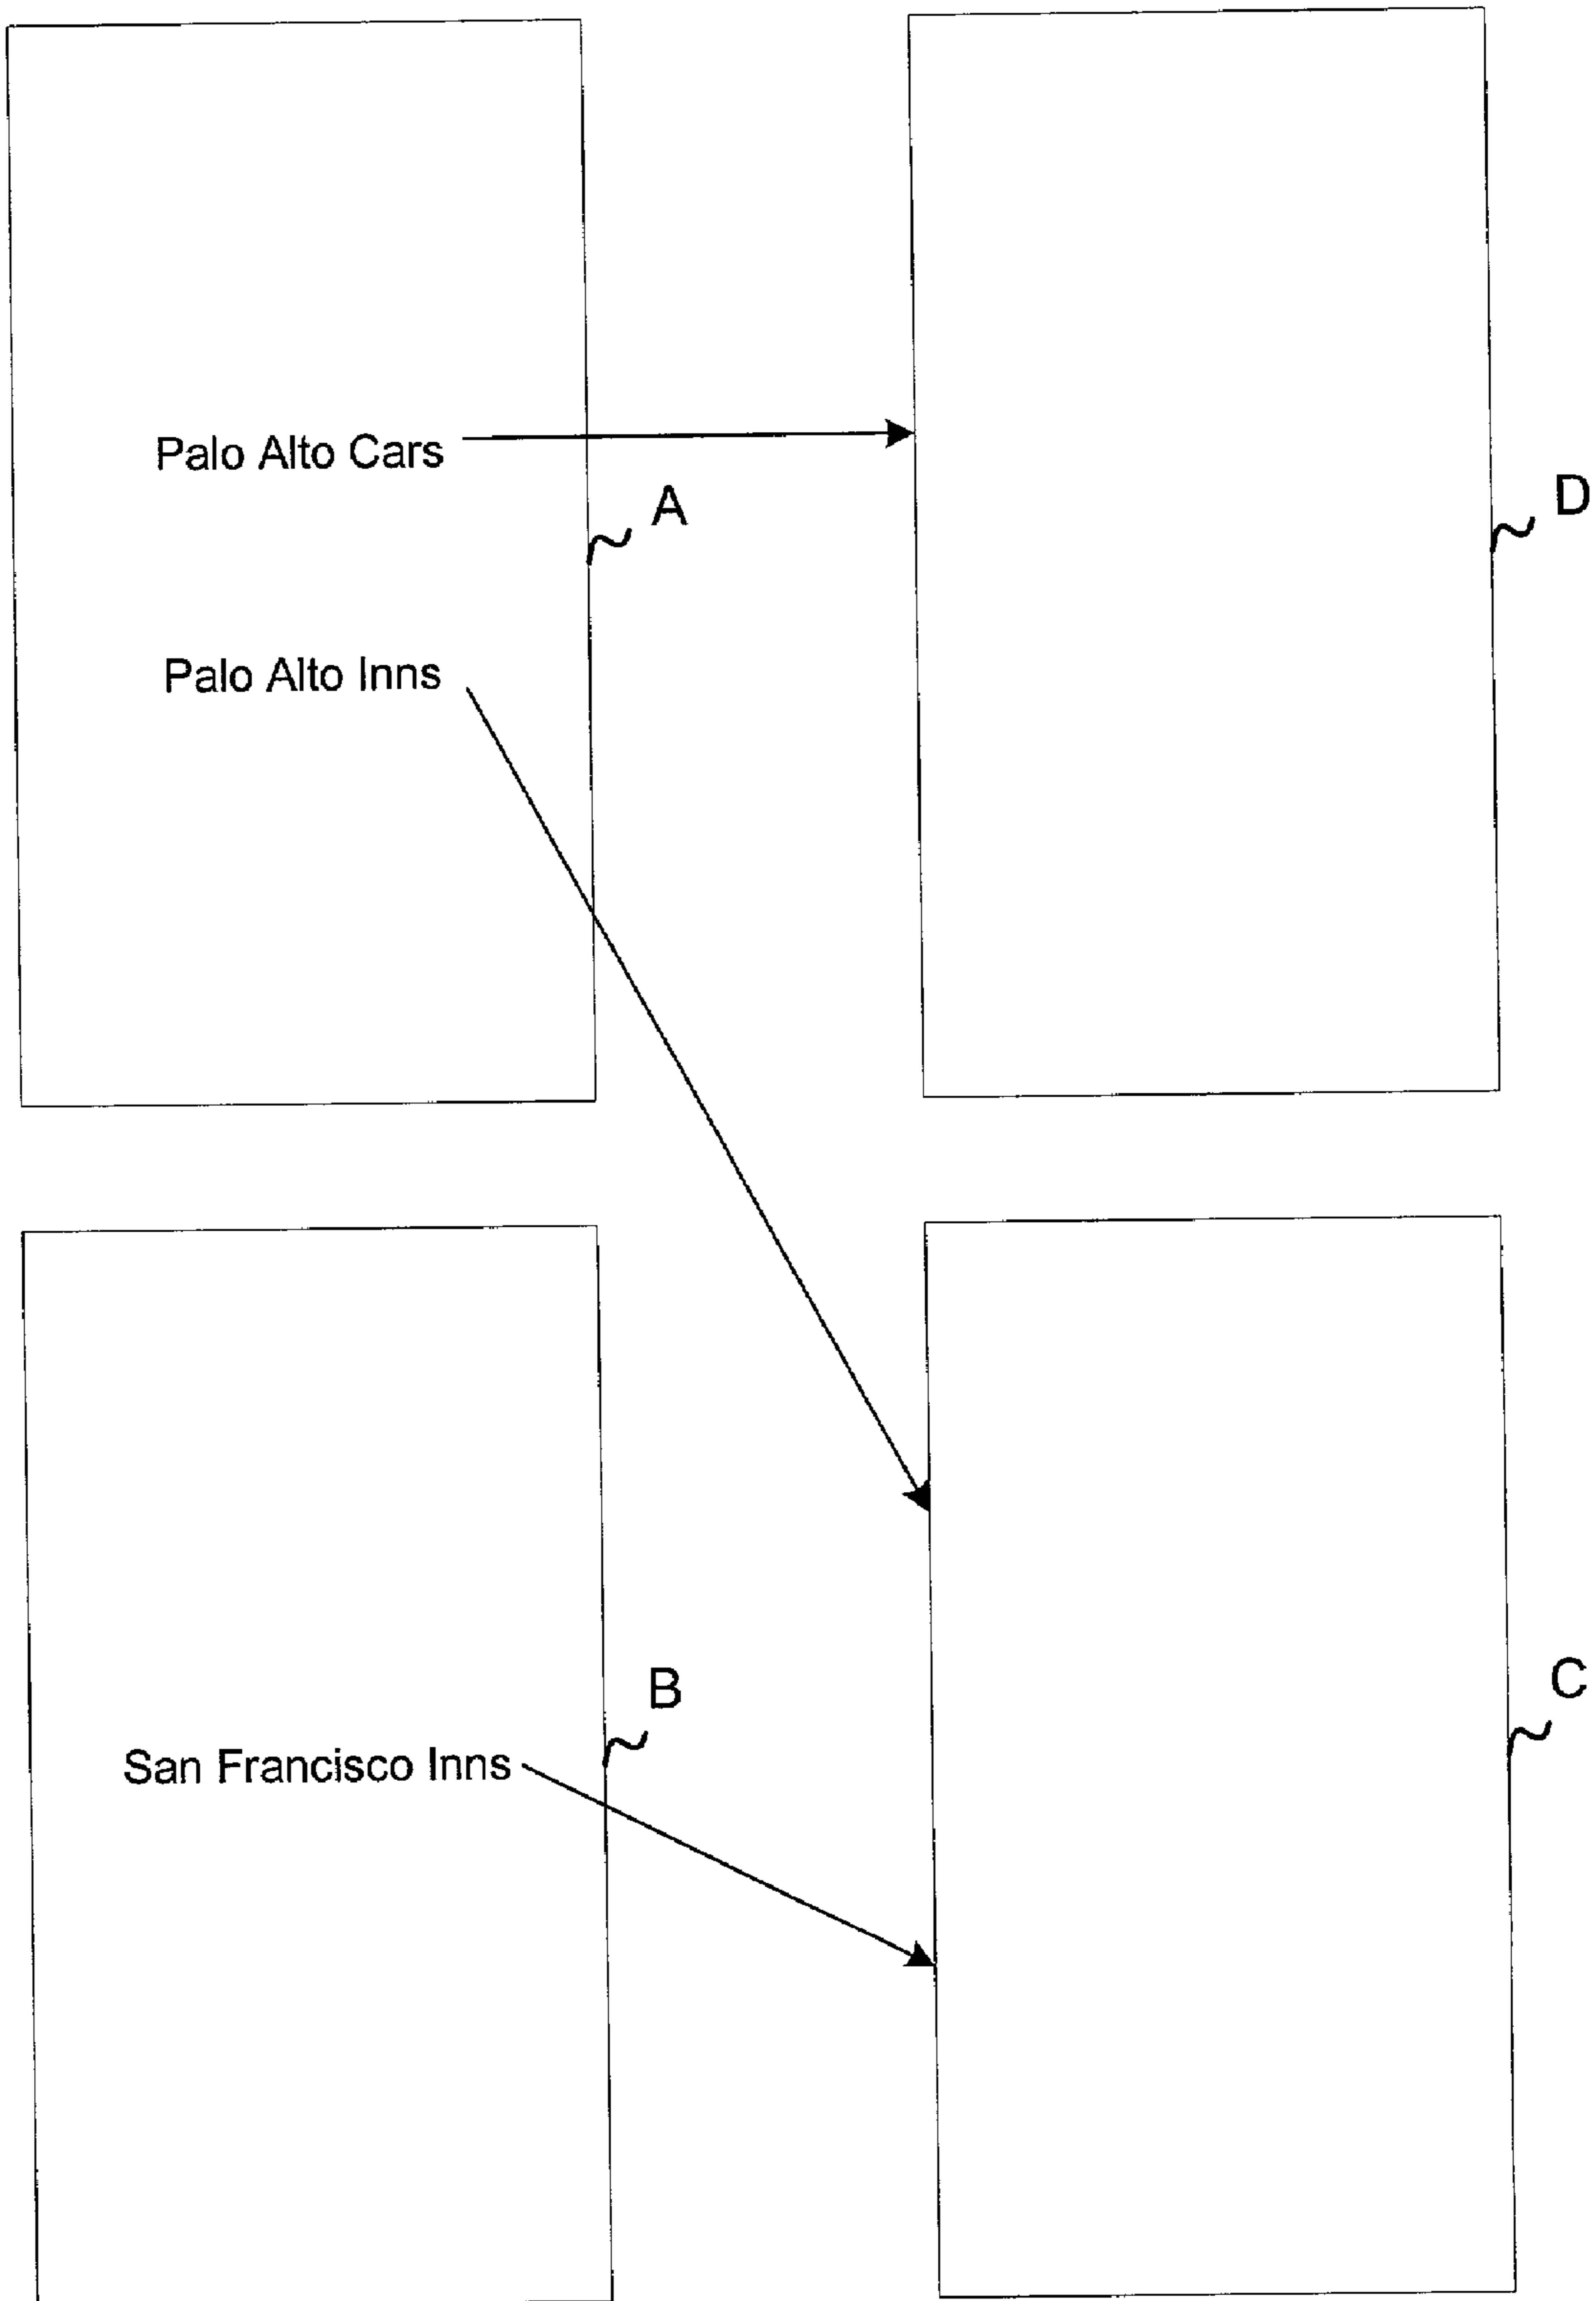 Palo Alto Cars
A
D
Palo Alto Inns
B
C
San Francisco Inns